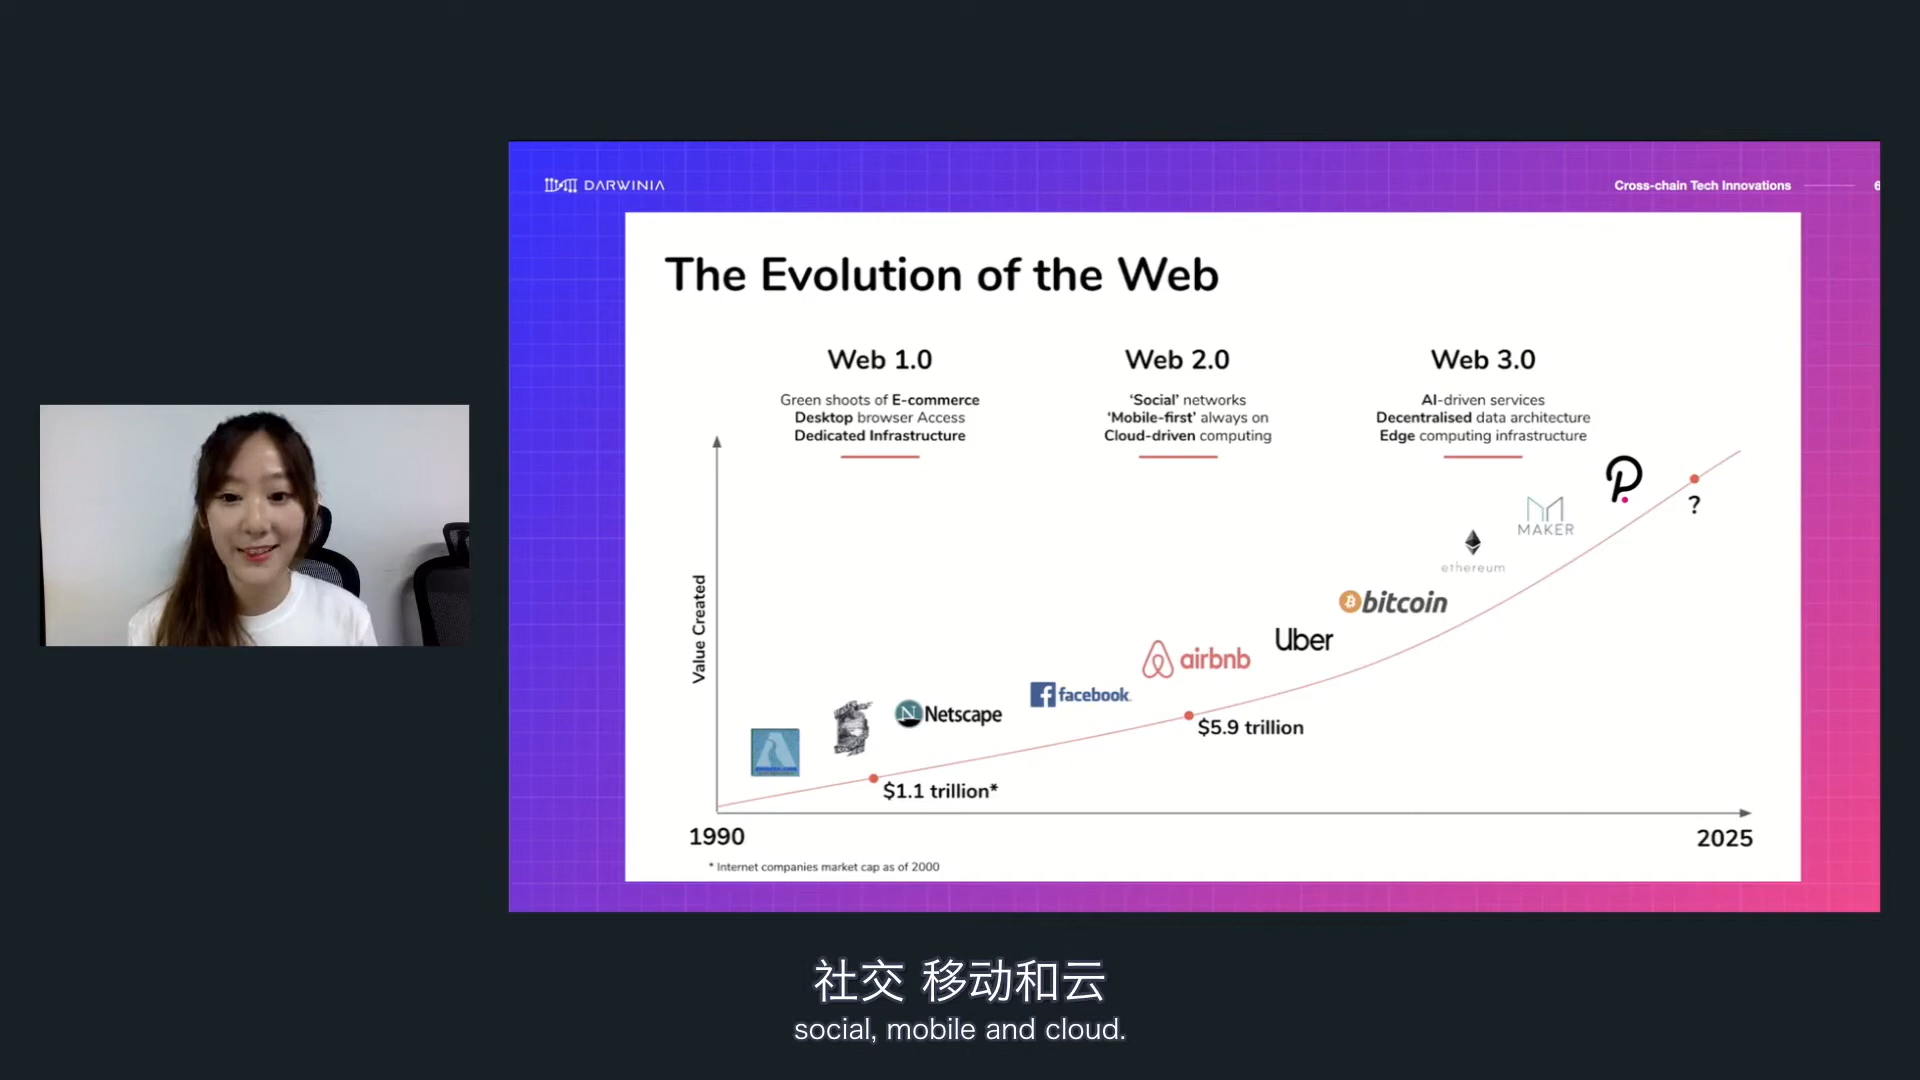 DARWINIA
Cross-chain Tech Innovations
The Evolution of the Web
Web 1.0
Green shoots of E-commerce
Desktop browser Access
Dedicated Infrastructure
Web 2.0
‘Social’ networks
‘Mobile-first’ always on
Cloud-driven computing
Web 3.0
AI-driven services
Decentralised data architecture
Edge computing infrastructure
?
MAKER
ethereum
bitcoin
Uber
airbnb
facebook.
Netscape
Value Created
$5.9 trillion
$1.1 trillion*
1990
2025
* Internet companies market cap as of 2000
社交 移动和云
social, mobile and cloud.